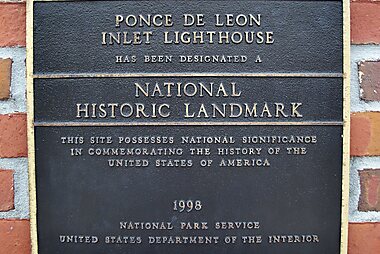 PONCE DE LEON
INLET LIGHTHOUSE
HAS BEEN DESIGNATED A
NATIONAL
HISTORIC LANDMARK
THIS SITE POSSESSES NATIONAL SIGNIFICANCE
IN COMMEMORATING THE HISTORY OF THE
UNITED STATES OF AMERICA
1998
NATIONAL PARK SERVICE
UNITED STATES DEPARTMENT OF THE INTERIOR